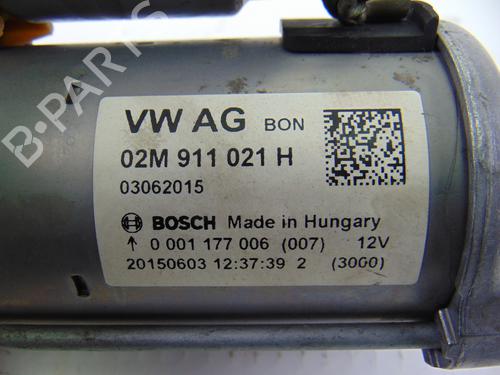 VW AG BON
02M 911 021 H
03062015
BOSCH Made in Hungary
↑ 0 001 177 006 (007) 12V
20150603 12:37:39 2 (3000)
B-PARTS